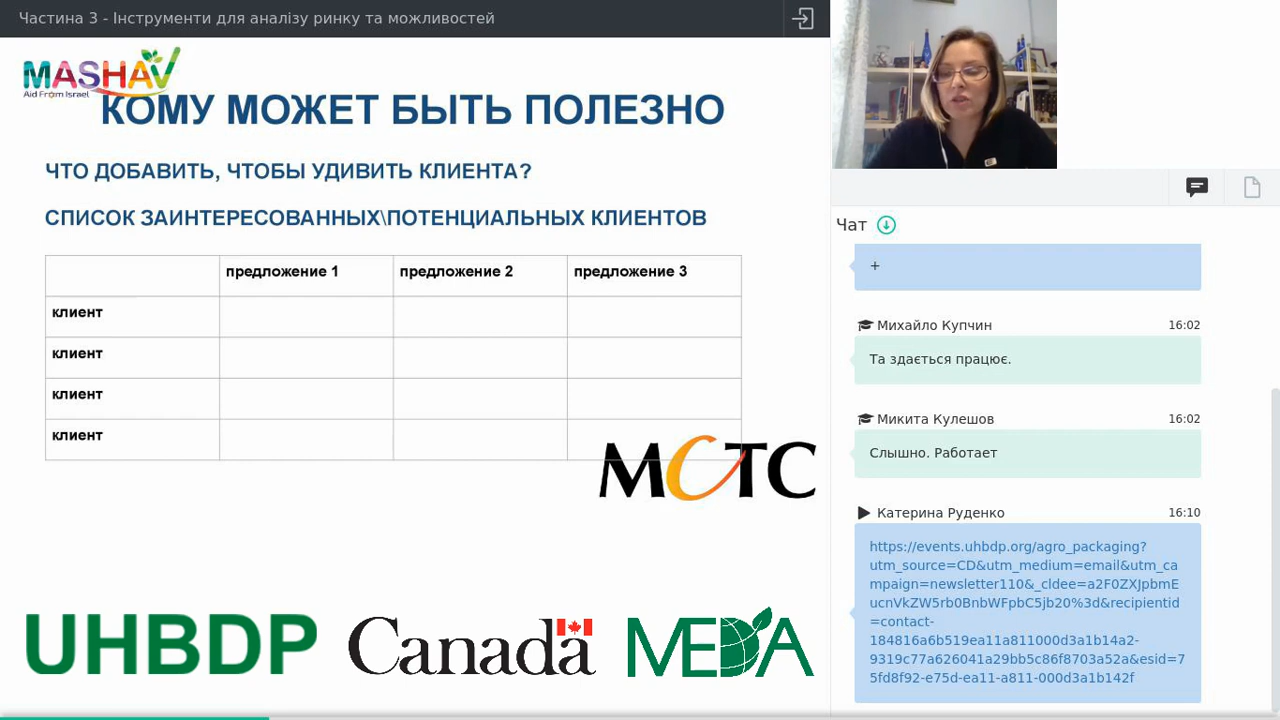 Частина 3 - Інструменти для аналізу ринку та можливостей
MASHAV
Aid From Israel
КОМУ МОЖЕТ БЫТЬ ПОЛЕЗНО
ЧТО ДОБАВИТЬ, ЧТОБЫ УДИВИТЬ КЛИЕНТА?
СПИСОК ЗАИНТЕРЕСОВАННЫХ\ПОТЕНЦИАЛЬНЫХ КЛИЕНТОВ
предложение 1 предложение 2 предложение 3
клиент
клиент
клиент
клиент
MCTC
UHBDP Canada MEDA
Чат
+
Михайло Купчин 16:02
Та здається працює.
Микита Кулешов 16:02
Слышно. Работает
Катерина Руденко 16:10
https://events.uhbdp.org/agro_packaging?
utm_source=CD&utm_medium=email&utm_ca
mpaign=newsletter110&_cldee=a2F0ZXJpbmE
ucnVkZW5rb0BnbWFpbC5jb20%3d&recipientid
=contact-
184816a6b519ea11a811000d3a1b14a2-
9319c77a626041a29bb5c86f8703a52a&esid=7
5fd8f92-e75d-ea11-a811-000d3a1b142f